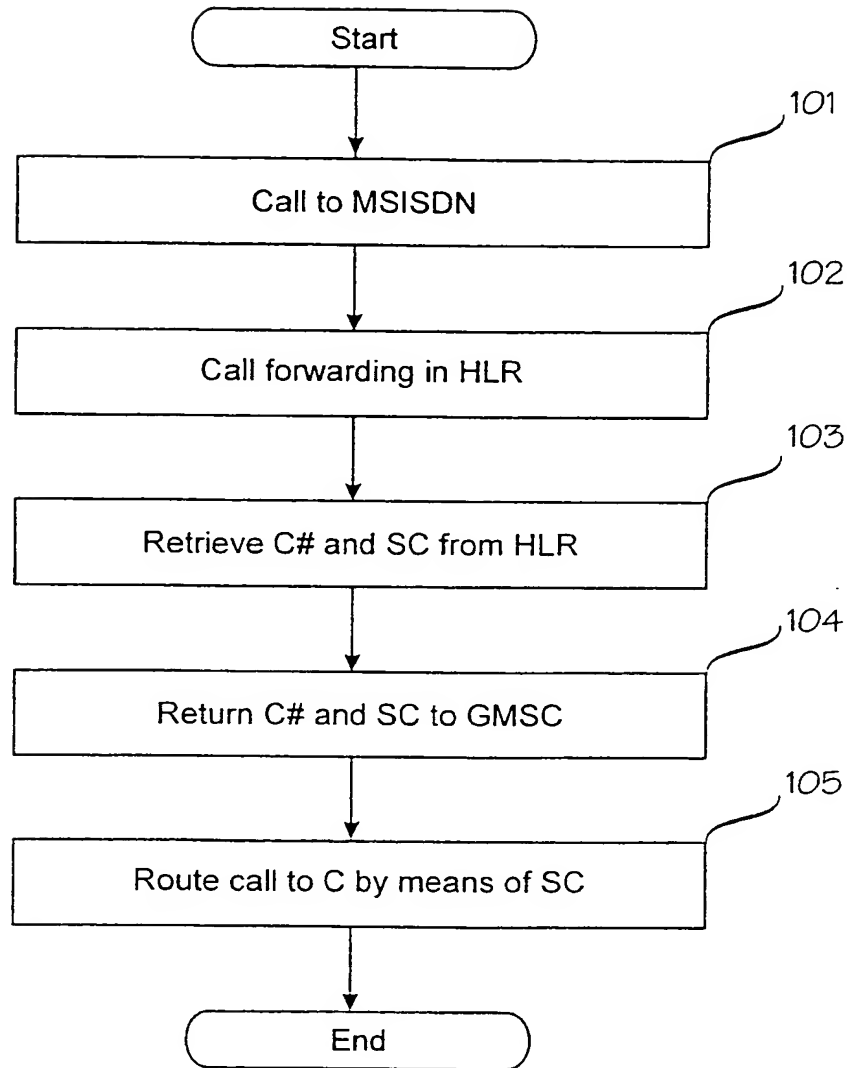 Start
101
Call to MSISDN
102
Call forwarding in HLR
103
Retrieve C# and SC from HLR
104
Return C# and SC to GMSC
105
Route call to C by means of SC
End